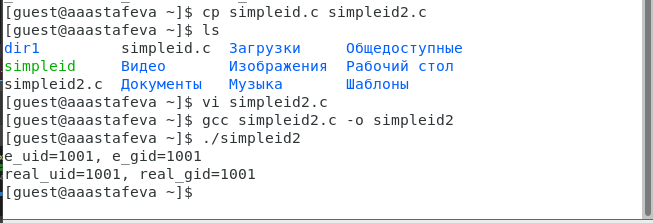 [guest@aaastafeva ~]$ cp simpleid.c simpleid2.c
[guest@aaastafeva ~]$ ls
dir1 simpleid.c Загрузки Общедоступные
simpleid Видео Изображения Рабочий стол
simpleid2.c Документы Музыка Шаблоны
[guest@aaastafeva ~]$ vi simpleid2.c
[guest@aaastafeva ~]$ gcc simpleid2.c -o simpleid2
[guest@aaastafeva ~]$ ./simpleid2
e_uid=1001, e_gid=1001
real_uid=1001, real_gid=1001
[guest@aaastafeva ~]$